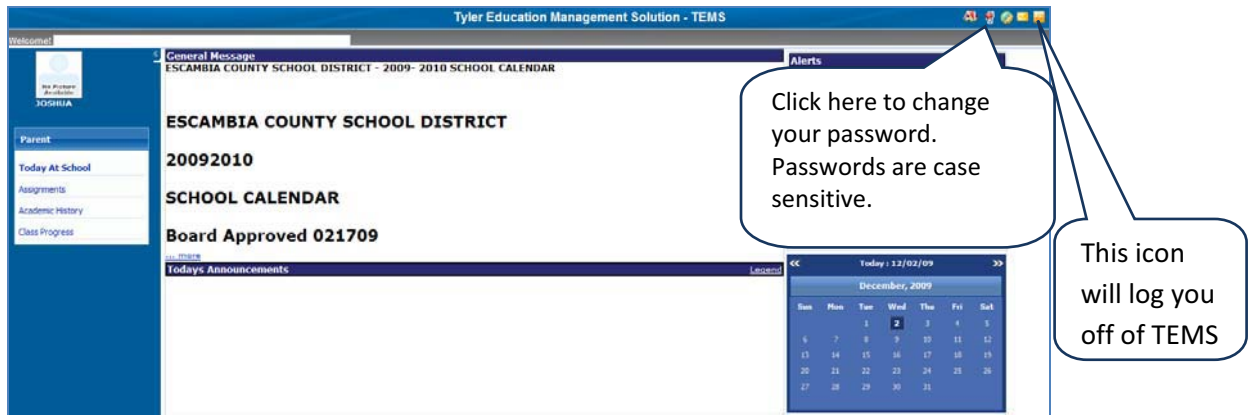 Tyler Education Management Solution - TEMS
Welcome!
No Picture
Available
JOSHUA
Parent
Today At School
Assignments
Academic History
Class Progress
General Message
ESCAMBIA COUNTY SCHOOL DISTRICT - 2009- 2010 SCHOOL CALENDAR
ESCAMBIA COUNTY SCHOOL DISTRICT
20092010
SCHOOL CALENDAR
Board Approved 021709
... more
Todays Announcements Legend
Alerts
Click here to change
your password.
Passwords are case
sensitive.
This icon
will log you
off of TEMS
<< Today : 12/02/09 >>
December, 2009
Sun Mon Tue Wed Thu Fri Sat
1 2 3 4 5
6 7 8 9 10 11 12
13 14 15 16 17 18 19
20 21 22 23 24 25 26
27 28 29 30 31